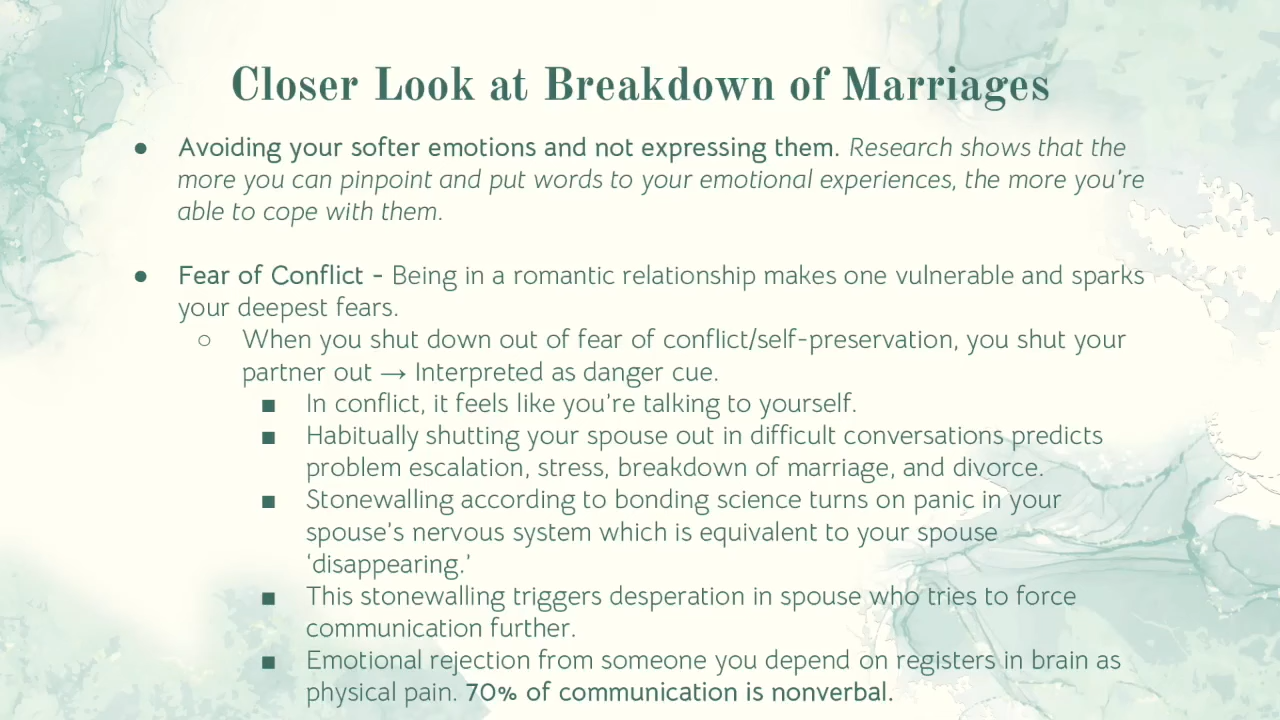 Closer Look at Breakdown of Marriages
● Avoiding your softer emotions and not expressing them. Research shows that the
more you can pinpoint and put words to your emotional experiences, the more you're
able to cope with them.
● Fear of Conflict - Being in a romantic relationship makes one vulnerable and sparks
your deepest fears.
○ When you shut down out of fear of conflict/self-preservation, you shut your
partner out → Interpreted as danger cue.
■ In conflict, it feels like you're talking to yourself.
■ Habitually shutting your spouse out in difficult conversations predicts
problem escalation, stress, breakdown of marriage, and divorce.
■ Stonewalling according to bonding science turns on panic in your
spouse's nervous system which is equivalent to your spouse
'disappearing.'
■ This stonewalling triggers desperation in spouse who tries to force
communication further.
■ Emotional rejection from someone you depend on registers in brain as
physical pain. 70% of communication is nonverbal.